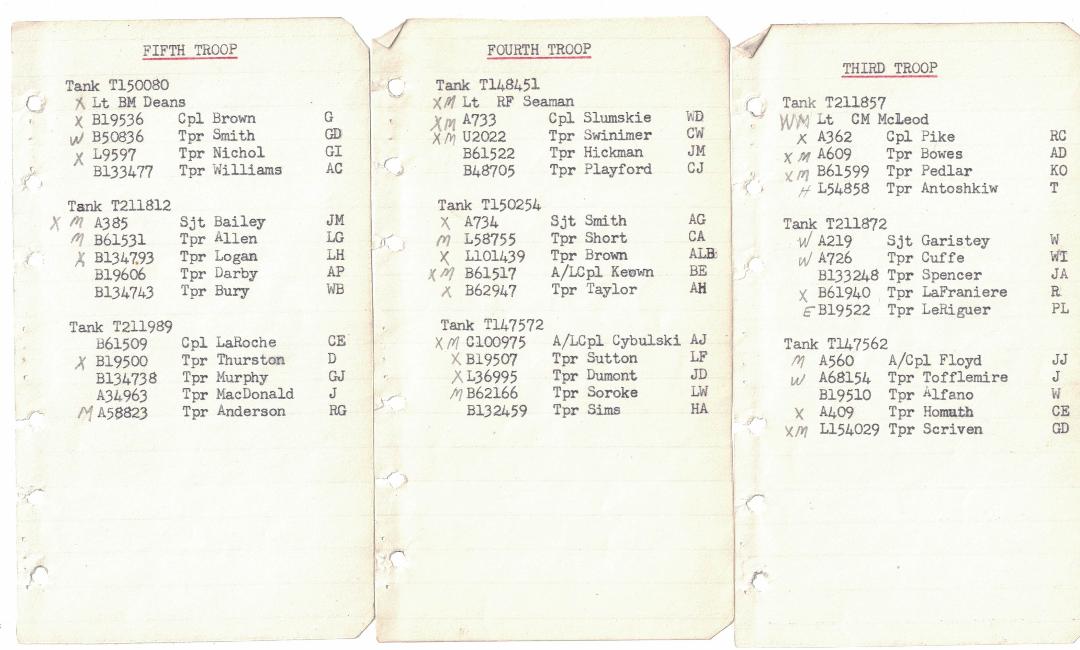 FIFTH TROOP
Tank T150080
X Lt BM Deans
X B19536 Cpl Brown G
W B50836 Tpr Smith GD
X L9597 Tpr Nichol GI
B133477 Tpr Williams AC
Tank T211812
X M A385 Sjt Bailey JM
M B61531 Tpr Allen LG
X B134793 Tpr Logan LH
B19606 Tpr Darby AP
B134743 Tpr Bury WB
Tank T211989
B61509 Cpl LaRoche CE
X B19500 Tpr Thurston D
B134738 Tpr Murphy GJ
A34963 Tpr MacDonald J
M A58823 Tpr Anderson RG
FOURTH TROOP
Tank T148451
X M Lt RF Seaman
X M A733 Cpl Slumskie WD
X M U2022 Tpr Swinimer CW
B61522 Tpr Hickman JM
B48705 Tpr Playford CJ
Tank T150254
X A734 Sjt Smith AG
M L58755 Tpr Short CA
X L101439 Tpr Brown ALB
X M B61517 A/LCpl Keown BE
X B62947 Tpr Taylor AH
Tank T147572
X M C100975 A/LCpl Cybulski AJ
X B19507 Tpr Sutton LF
X L36995 Tpr Dumont JD
M B62166 Tpr Soroke LW
B132459 Tpr Sims HA
THIRD TROOP
Tank T211857
W M Lt CM McLeod
X A362 Cpl Pike RC
X M A609 Tpr Bowes AD
X M B61599 Tpr Pedlar KO
H L54858 Tpr Antoshkiw T
Tank T211872
W A219 Sjt Garistey W
W A726 Tpr Cuffe WI
B133248 Tpr Spencer JA
X B61940 Tpr LaFraniere R
E B19522 Tpr LeRiguer PL
Tank T147562
M A560 A/Cpl Floyd JJ
W A68154 Tpr Tofflemire J
B19510 Tpr Alfano W
X A409 Tpr Homuth CE
X M L154029 Tpr Scriven GD